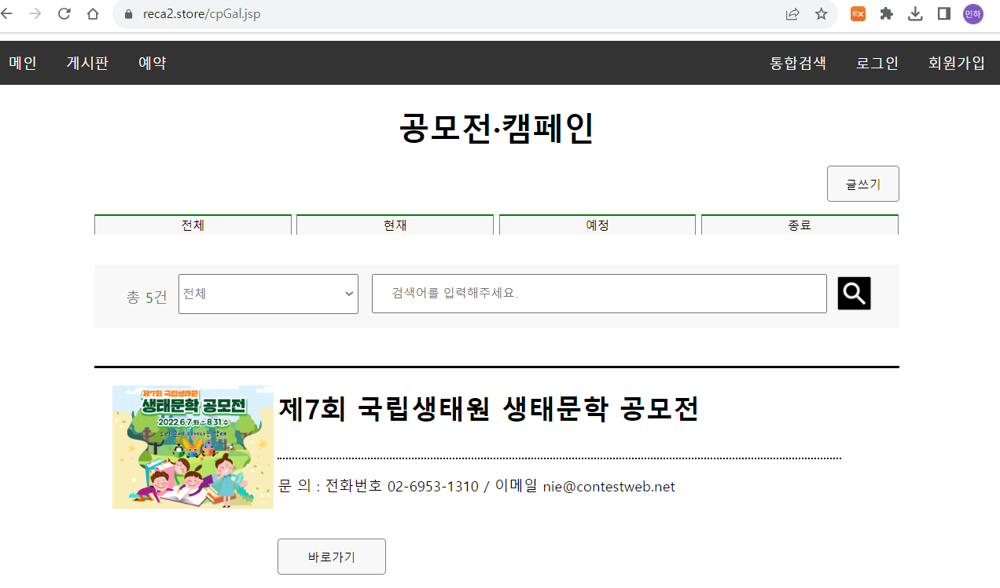 reca2.store/cpGal.jsp
민하
메인 게시판 예약 통합검색 로그인 회원가입
공모전·캠페인
글쓰기
전체 현재 예정 종료
총 5건 전체 검색어를 입력해주세요.
제7회 국립생태원
생태문학 공모전
2022.6.7.화 ~ 8.31.수
제7회 국립생태원 생태문학 공모전
문 의 : 전화번호 02-6953-1310 / 이메일 nie@contestweb.net
바로가기